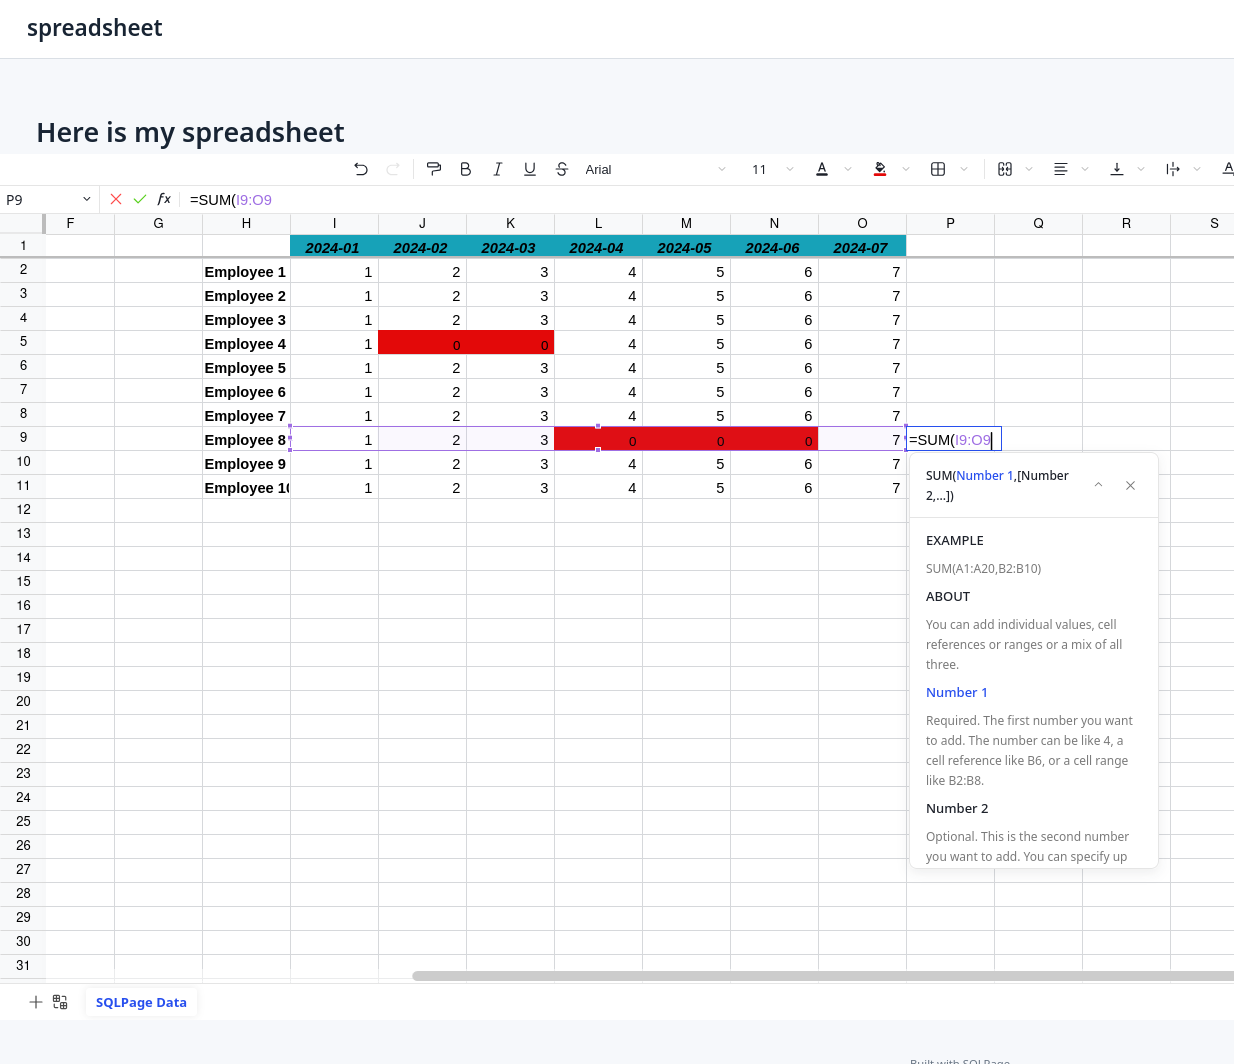 spreadsheet
Here is my spreadsheet
Arial 11
P9 fx =SUM(I9:O9
F G H I J K L M N O P Q R S
1 2024-01 2024-02 2024-03 2024-04 2024-05 2024-06 2024-07
2 Employee 1 1 2 3 4 5 6 7
3 Employee 2 1 2 3 4 5 6 7
4 Employee 3 1 2 3 4 5 6 7
5 Employee 4 1 0 0 4 5 6 7
6 Employee 5 1 2 3 4 5 6 7
7 Employee 6 1 2 3 4 5 6 7
8 Employee 7 1 2 3 4 5 6 7
9 Employee 8 1 2 3 0 0 0 7 =SUM(I9:O9
10 Employee 9 1 2 3 4 5 6 7
11 Employee 10 1 2 3 4 5 6 7
12
13
14
15
16
17
18
19
20
21
22
23
24
25
26
27
28
29
30
31
SUM(Number 1,[Number
2,...])
EXAMPLE
SUM(A1:A20,B2:B10)
ABOUT
You can add individual values, cell
references or ranges or a mix of all
three.
Number 1
Required. The first number you want
to add. The number can be like 4, a
cell reference like B6, or a cell range
like B2:B8.
Number 2
Optional. This is the second number
you want to add. You can specify up
SQLPage Data
Built with SQLPage